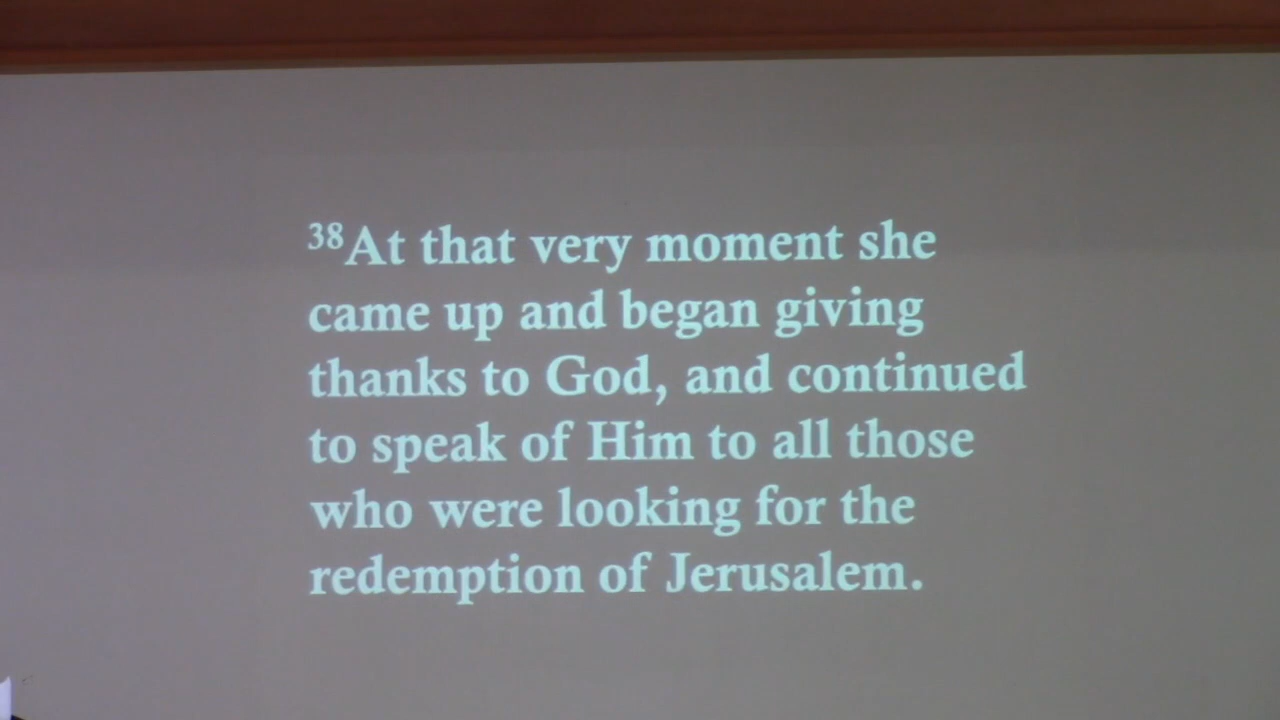 ³⁸At that very moment she
came up and began giving
thanks to God, and continued
to speak of Him to all those
who were looking for the
redemption of Jerusalem.